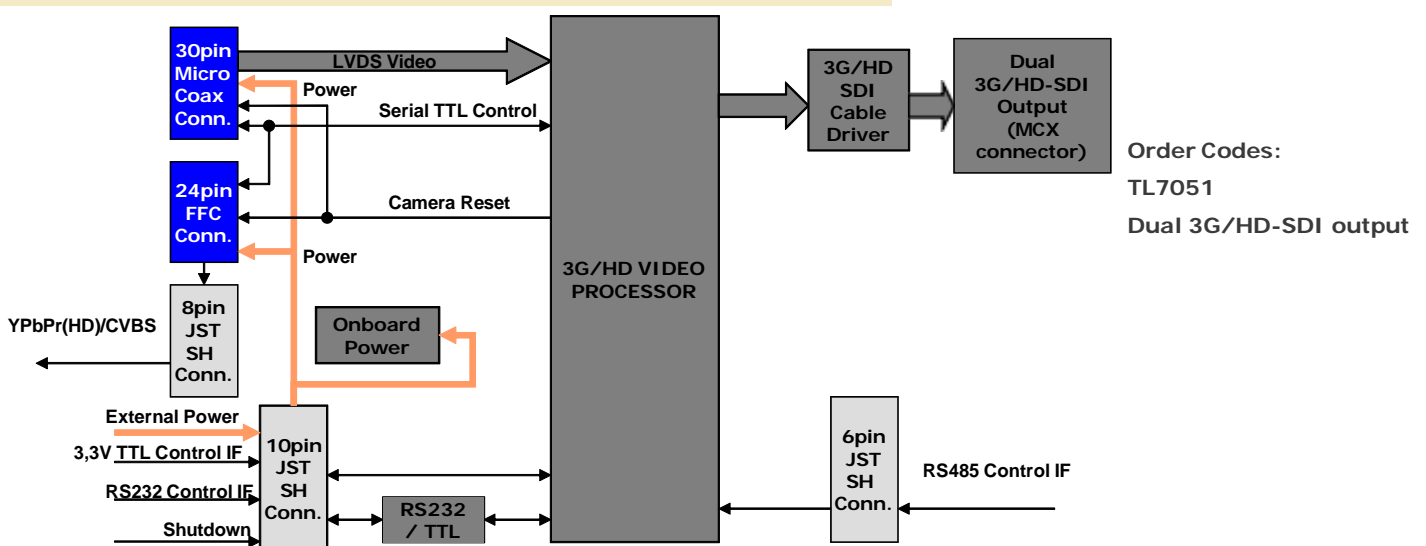 30pin
Micro
Coax
Conn.
LVDS Video
Power
Serial TTL Control
24pin
FFC
Conn.
Camera Reset
Power
8pin
JST
SH
Conn.
YPbPr(HD)/CVBS
Onboard
Power
External Power
3,3V TTL Control IF
RS232 Control IF
Shutdown
10pin
JST
SH
Conn.
RS232
/ TTL
3G/HD VIDEO
PROCESSOR
3G/HD
SDI
Cable
Driver
Dual
3G/HD-SDI
Output
(MCX
connector)
6pin
JST
SH
Conn.
RS485 Control IF
Order Codes:
TL7051
Dual 3G/HD-SDI output